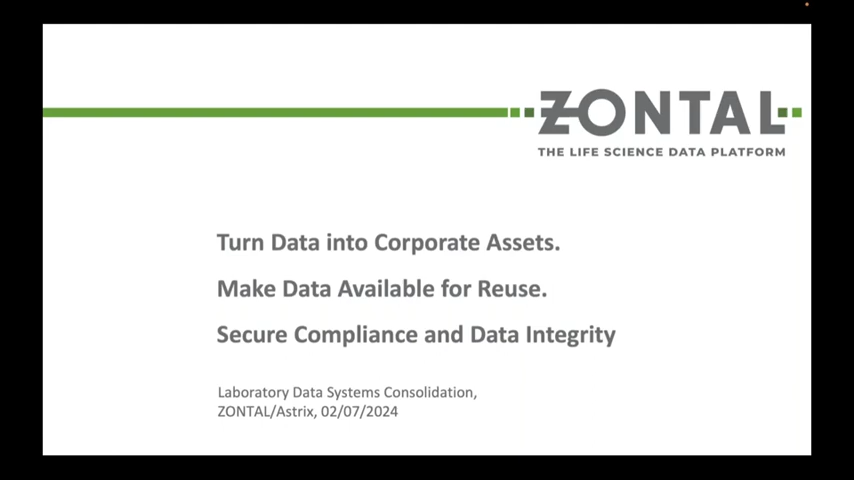 ZONTAL
THE LIFE SCIENCE DATA PLATFORM
Turn Data into Corporate Assets.
Make Data Available for Reuse.
Secure Compliance and Data Integrity
Laboratory Data Systems Consolidation,
ZONTAL/Astrix, 02/07/2024